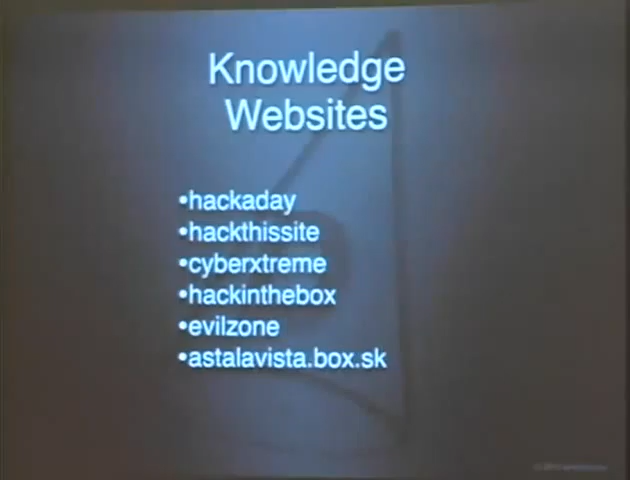 Knowledge
Websites
•hackaday
•hackthissite
•cyberxtreme
•hackinthebox
•evilzone
•astalavista.box.sk